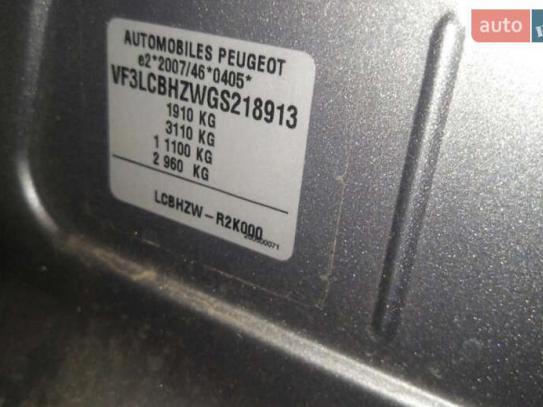 auto
AUTOMOBILES PEUGEOT
e2*2007/46*0405*
VF3LCBHZWGS218913
1910 KG
3110 KG
1 1100 KG
2 960 KG
LCBHZW-R2K000